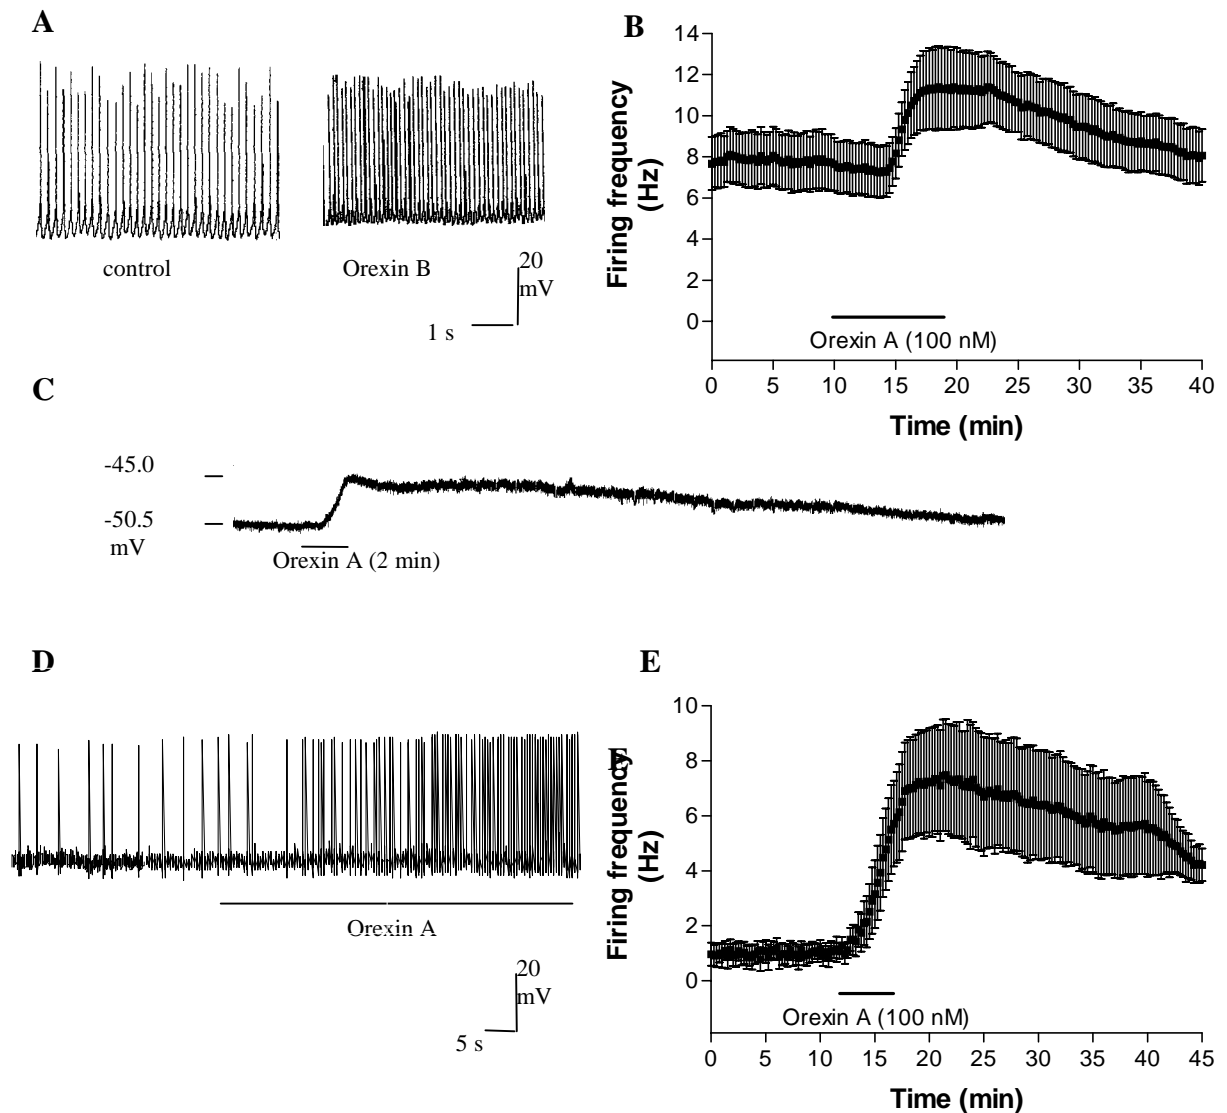 A
control
Orexin B
20
mV
1 s
B
14
12
10
8
6
4
2
0
Firing frequency
(Hz)
Orexin A (100 nM)
0 5 10 15 20 25 30 35 40
Time (min)
C
-45.0
-50.5
mV
Orexin A (2 min)
D
Orexin A
20
mV
5 s
E
F
10
8
6
4
2
0
Firing frequency
(Hz)
Orexin A (100 nM)
0 5 10 15 20 25 30 35 40 45
Time (min)